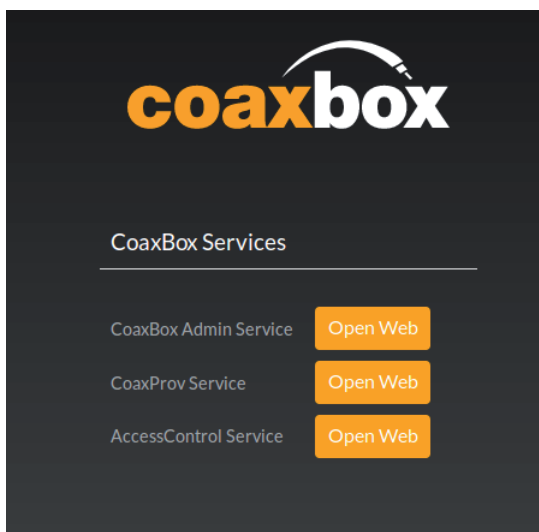 coaxbox
CoaxBox Services
CoaxBox Admin Service Open Web
CoaxProv Service Open Web
AccessControl Service Open Web